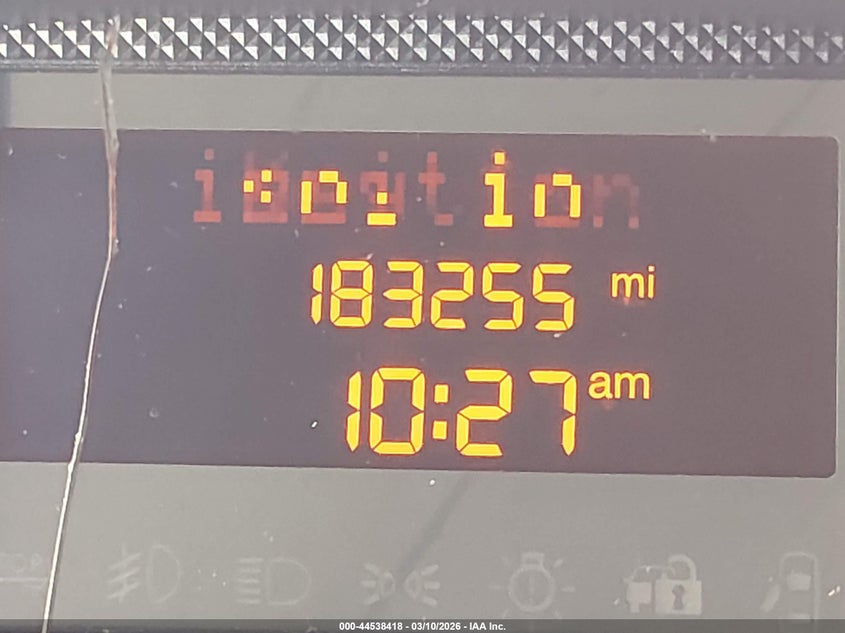 183255 mi
10:27 am
000-44538418 - 03/10/2026 - IAA Inc.